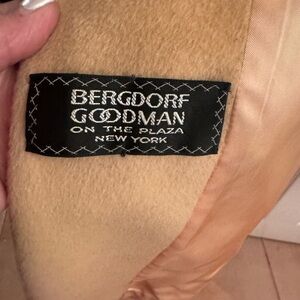 BERGDORF
GOODMAN
ON THE PLAZA
NEW YORK